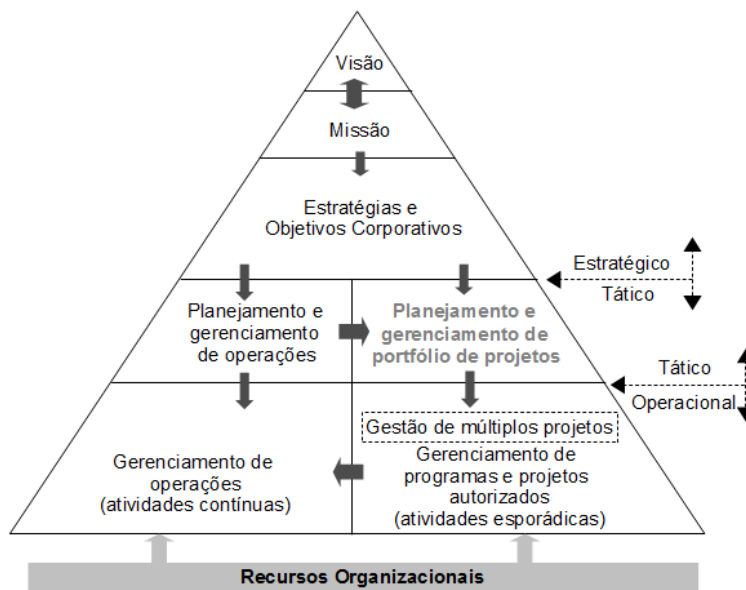 Visão
Missão
Estratégias e
Objetivos Corporativos
Estratégico
Tático
Planejamento e
gerenciamento
de operações
Planejamento e
gerenciamento de
portfólio de projetos
Tático
Operacional
Gestão de múltiplos projetos
Gerenciamento de
operações
(atividades contínuas)
Gerenciamento de
programas e projetos
autorizados
(atividades esporádicas)
Recursos Organizacionais